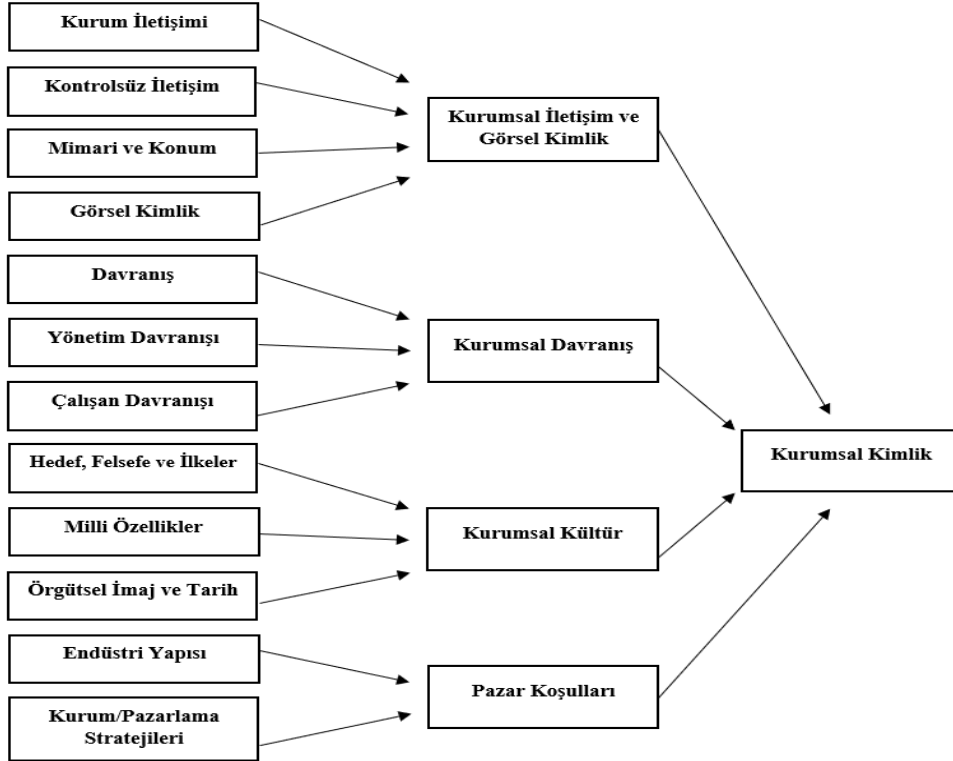 Kurum İletişimi
Kontrolsüz İletişim
Mimari ve Konum
Görsel Kimlik
Davranış
Yönetim Davranışı
Çalışan Davranışı
Hedef, Felsefe ve İlkeler
Milli Özellikler
Örgütsel İmaj ve Tarih
Endüstri Yapısı
Kurum/Pazarlama
Stratejileri
Kurumsal İletişim ve
Görsel Kimlik
Kurumsal Davranış
Kurumsal Kültür
Pazar Koşulları
Kurumsal Kimlik